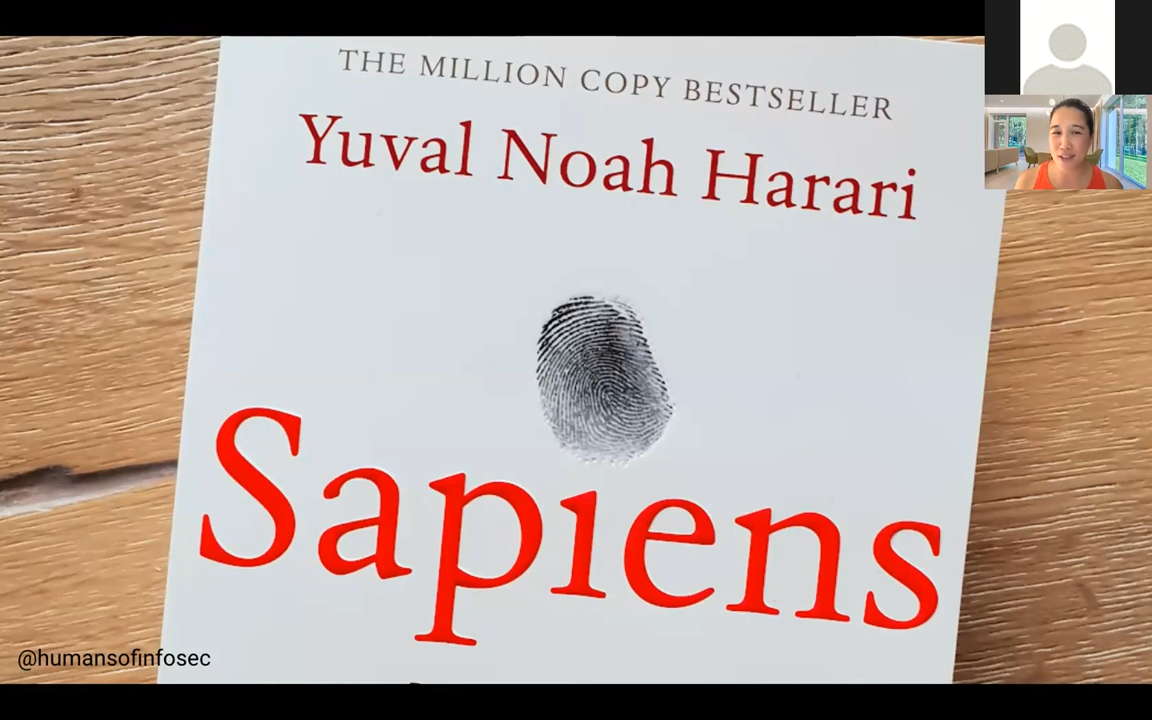 THE MILLION COPY BESTSELLER
Yuval Noah Harari
Sapiens
@humansofinfosec